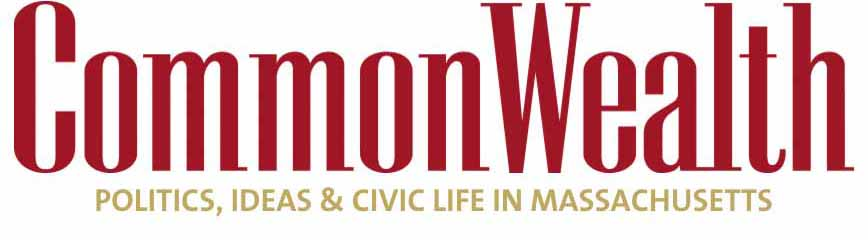 CommonWealth
POLITICS, IDEAS & CIVIC LIFE IN MASSACHUSETTS